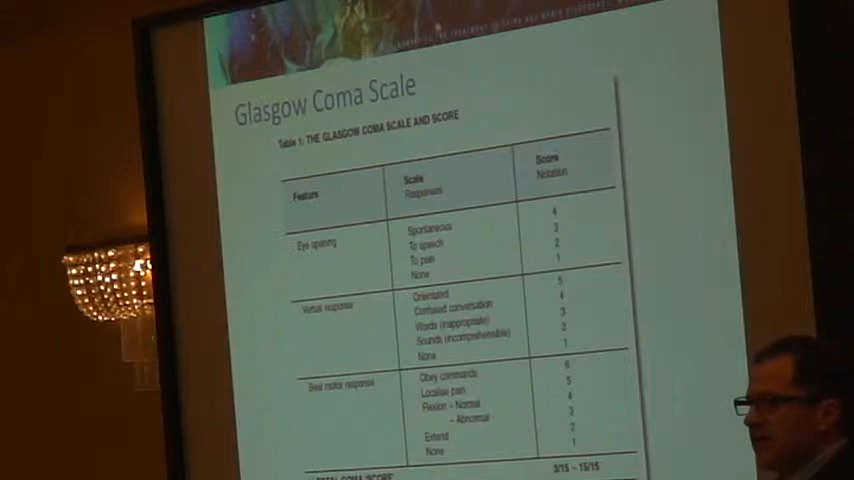 Glasgow Coma Scale
Table 1: THE GLASGOW COMA SCALE AND SCORE
Feature
Scale
Responses
Score
Notation
Eye opening
Spontaneous 4
To speech 3
To pain 2
None 1
Verbal response
Orientated 5
Confused conversation 4
Words (inappropriate) 3
Sounds (incomprehensible) 2
None 1
Best motor response
Obey commands 6
Localise pain 5
Flexion – Normal 4
– Abnormal 3
Extend 2
None 1
TOTAL COMA 'SCORE' 3/15 – 15/15